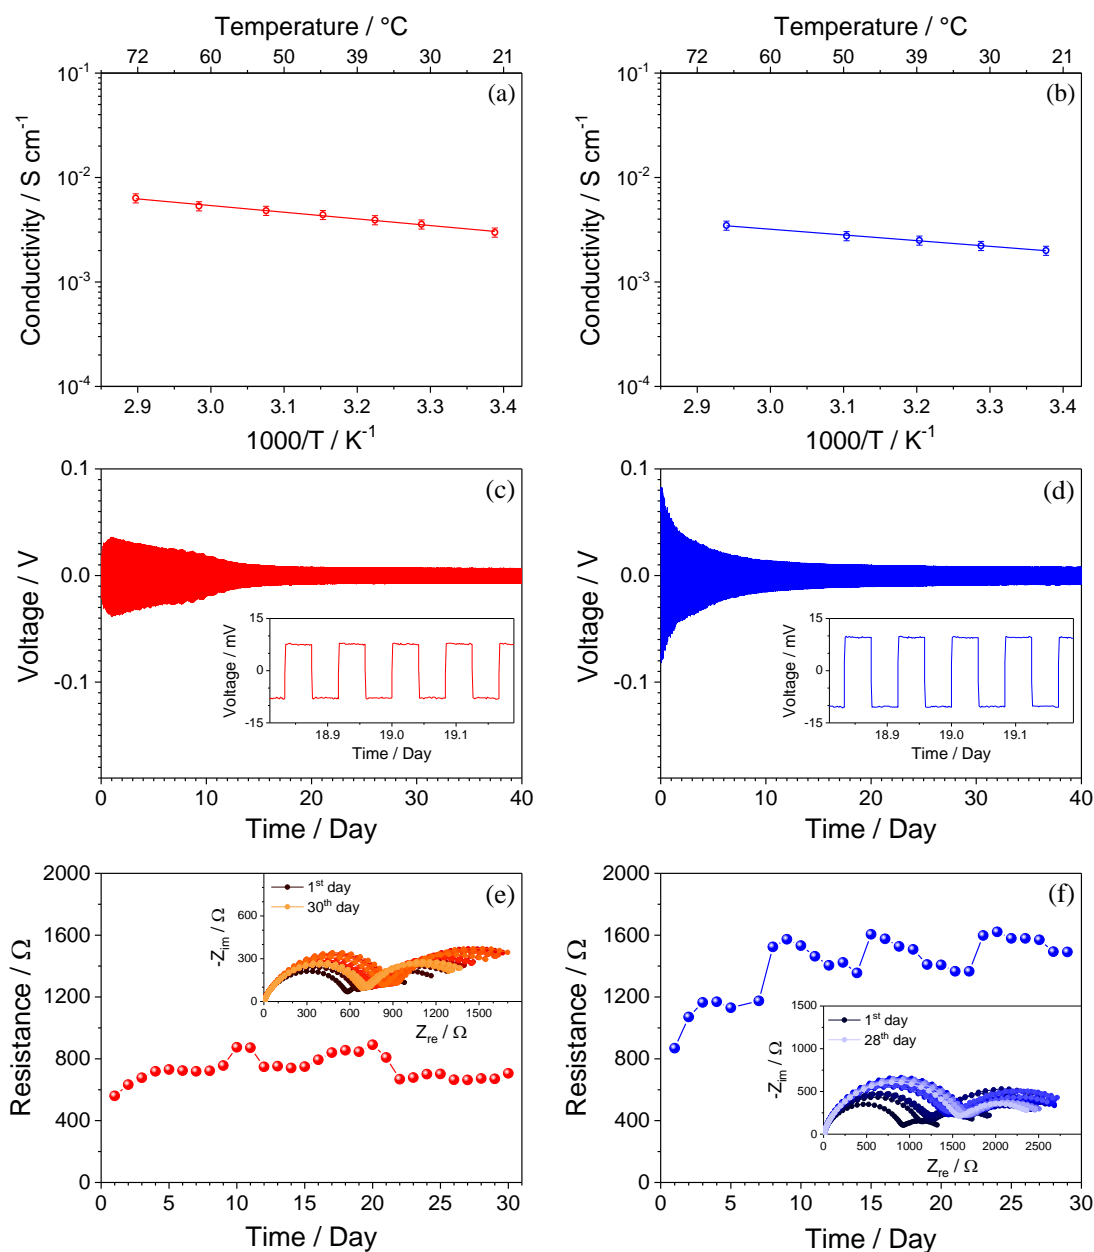 Temperature / °C
72 60 50 39 30 21
10⁻¹
10⁻²
10⁻³
10⁻⁴
Conductivity / S cm⁻¹
(a)
2.9 3.0 3.1 3.2 3.3 3.4
1000/T / K⁻¹
Temperature / °C
72 60 50 39 30 21
10⁻¹
10⁻²
10⁻³
10⁻⁴
Conductivity / S cm⁻¹
(b)
2.9 3.0 3.1 3.2 3.3 3.4
1000/T / K⁻¹
0.1
0.0
-0.1
Voltage / V
(c)
15
0
-15
Voltage / mV
18.9 19.0 19.1
Time / Day
0 10 20 30 40
Time / Day
0.1
0.0
-0.1
Voltage / V
(d)
15
0
-15
Voltage / mV
18.9 19.0 19.1
Time / Day
0 10 20 30 40
Time / Day
2000
1600
1200
800
400
0
Resistance / Ω
(e)
1ˢᵗ day
30ᵗʰ day
900
600
300
0
-Zim / Ω
0 300 600 900 1200 1500
Zre / Ω
0 5 10 15 20 25 30
Time / Day
2000
1600
1200
800
400
0
Resistance / Ω
(f)
1ˢᵗ day
28ᵗʰ day
1500
1000
500
0
-Zim / Ω
0 500 1000 1500 2000 2500
Zre / Ω
0 5 10 15 20 25 30
Time / Day